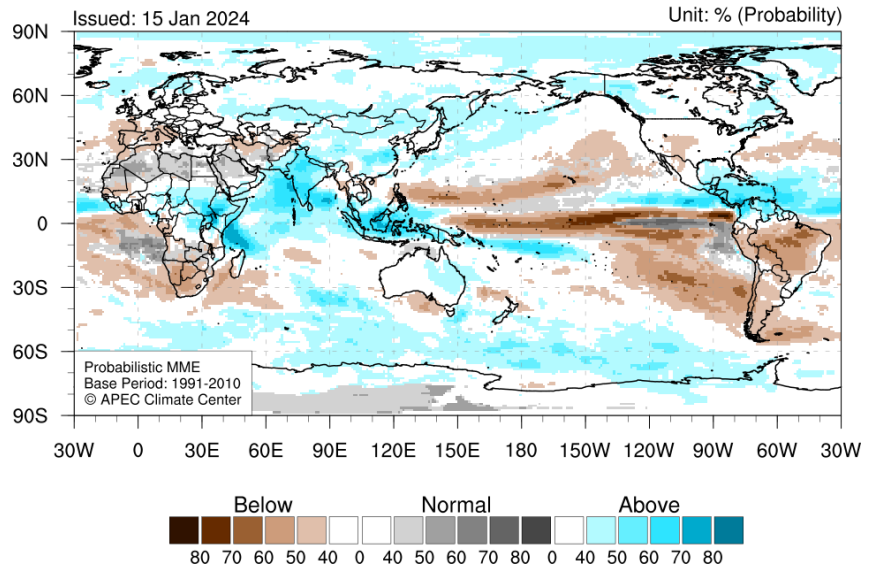 Issued: 15 Jan 2024
Unit: % (Probability)
90N
60N
30N
0
30S
60S
90S
Probabilistic MME
Base Period: 1991-2010
© APEC Climate Center
30W 0 30E 60E 90E 120E 150E 180 150W 120W 90W 60W 30W
Below Normal Above
80 70 60 50 40 0 40 50 60 70 80 0 40 50 60 70 80